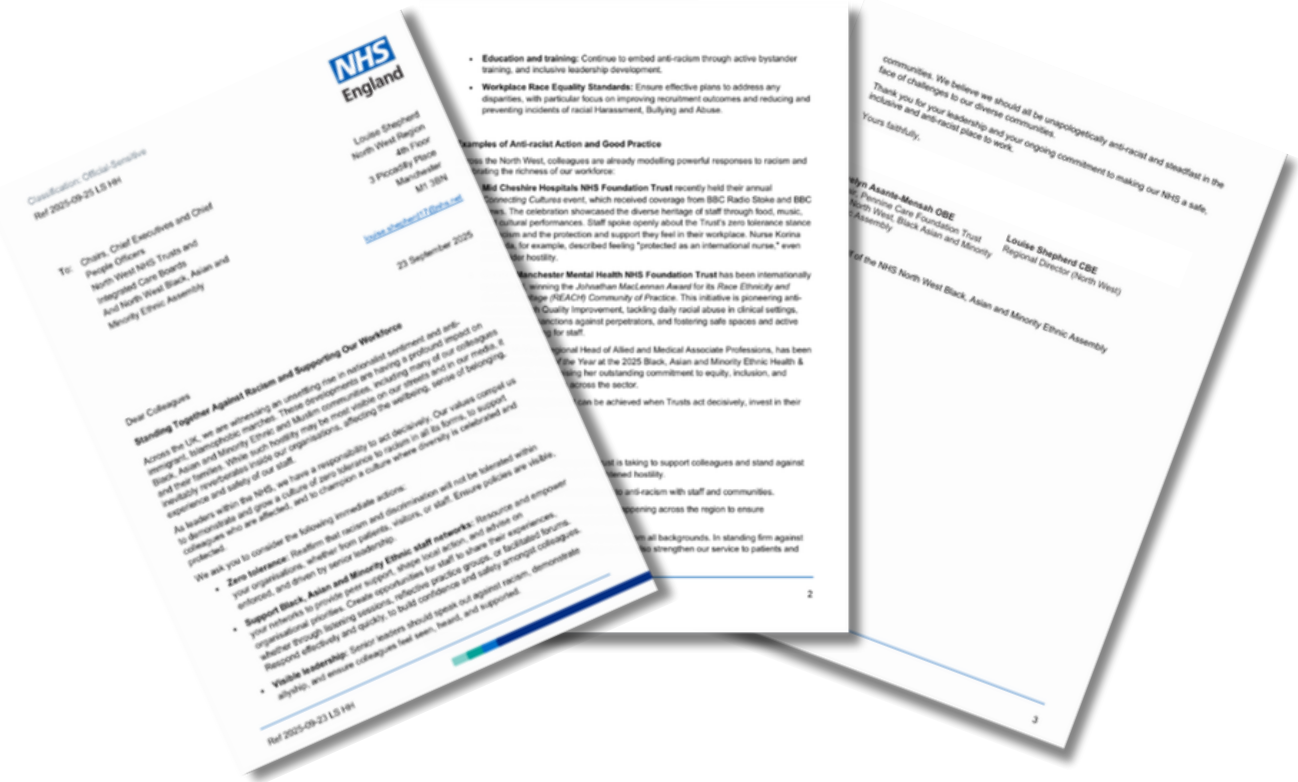 NHS
England
Classification: Official-Sensitive
Ref 2025-09-25 LS HH
Louise Shepherd
North West Region
4th Floor
3 Piccadilly Place
Manchester
M1 3BN
louise.shepherd17@nhs.net
23 September 2025
To: Chairs, Chief Executives and Chief
People Officers
North West NHS Trusts and
Integrated Care Boards
And North West Black, Asian and
Minority Ethnic Assembly
Dear Colleagues
Standing Together Against Racism and Supporting Our Workforce
Across the UK, we are witnessing an unsettling rise in nationalist sentiment and anti-
immigrant, Islamophobic marches. These developments are having a profound impact on
Black, Asian and Minority Ethnic and Muslim communities, including many of our colleagues
and their families. While such hostility may be most visible on our streets and in our media, it
inevitably reverberates inside our organisations, affecting the wellbeing, sense of belonging,
experience and safety of our staff.
As leaders within the NHS, we have a responsibility to act decisively. Our values compel us
to demonstrate and grow a culture of zero tolerance to racism in all its forms, to support
colleagues who are affected, and to champion a culture where diversity is celebrated and
protected.
We ask you to consider the following immediate actions:
• Zero tolerance: Reaffirm that racism and discrimination will not be tolerated within
your organisations, whether from patients, visitors, or staff. Ensure policies are visible,
enforced, and driven by senior leadership.
• Support Black, Asian and Minority Ethnic staff networks: Resource and empower
your networks to provide peer support, shape local action, and advise on
organisational priorities. Create opportunities for staff to share their experiences,
whether through listening sessions, reflective practice groups, or facilitated forums.
Respond effectively and quickly, to build confidence and safety amongst colleagues.
• Visible leadership: Senior leaders should speak out against racism, demonstrate
allyship, and ensure colleagues feel seen, heard, and supported.
Ref 2025-09-23 LS HH
• Education and training: Continue to embed anti-racism through active bystander
training, and inclusive leadership development.
• Workplace Race Equality Standards: Ensure effective plans to address any
disparities, with particular focus on improving recruitment outcomes and reducing and
preventing incidents of racial Harassment, Bullying and Abuse.
xamples of Anti-racist Action and Good Practice
oss the North West, colleagues are already modelling powerful responses to racism and
brating the richness of our workforce:
Mid Cheshire Hospitals NHS Foundation Trust recently held their annual
Connecting Cultures event, which received coverage from BBC Radio Stoke and BBC
ws. The celebration showcased the diverse heritage of staff through food, music,
cultural performances. Staff spoke openly about the Trust's zero tolerance stance
cism and the protection and support they feel in their workplace. Nurse Korina
for example, described feeling "protected as an international nurse," even
der hostility.
Manchester Mental Health NHS Foundation Trust has been internationally
winning the Johnathan MacLennan Award for its Race Ethnicity and
tage (REACH) Community of Practice. This initiative is pioneering anti-
h Quality Improvement, tackling daily racial abuse in clinical settings,
anctions against perpetrators, and fostering safe spaces and active
ng for staff.
egional Head of Allied and Medical Associate Professions, has been
of the Year at the 2025 Black, Asian and Minority Ethnic Health &
ising her outstanding commitment to equity, inclusion, and
across the sector.
can be achieved when Trusts act decisively, invest in their
ust is taking to support colleagues and stand against
tened hostility.
to anti-racism with staff and communities.
appening across the region to ensure
om all backgrounds. In standing firm against
so strengthen our service to patients and
2
communities. We believe we should all be unapologetically anti-racist and steadfast in the
face of challenges to our diverse communities.
Thank you for your leadership and your ongoing commitment to making our NHS a safe,
inclusive and anti-racist place to work.
Yours faithfully,
elyn Asante-Mensah OBE
r, Pennine Care Foundation Trust
North West, Black Asian and Minority
Assembly
Louise Shepherd CBE
Regional Director (North West)
f of the NHS North West Black, Asian and Minority Ethnic Assembly
3